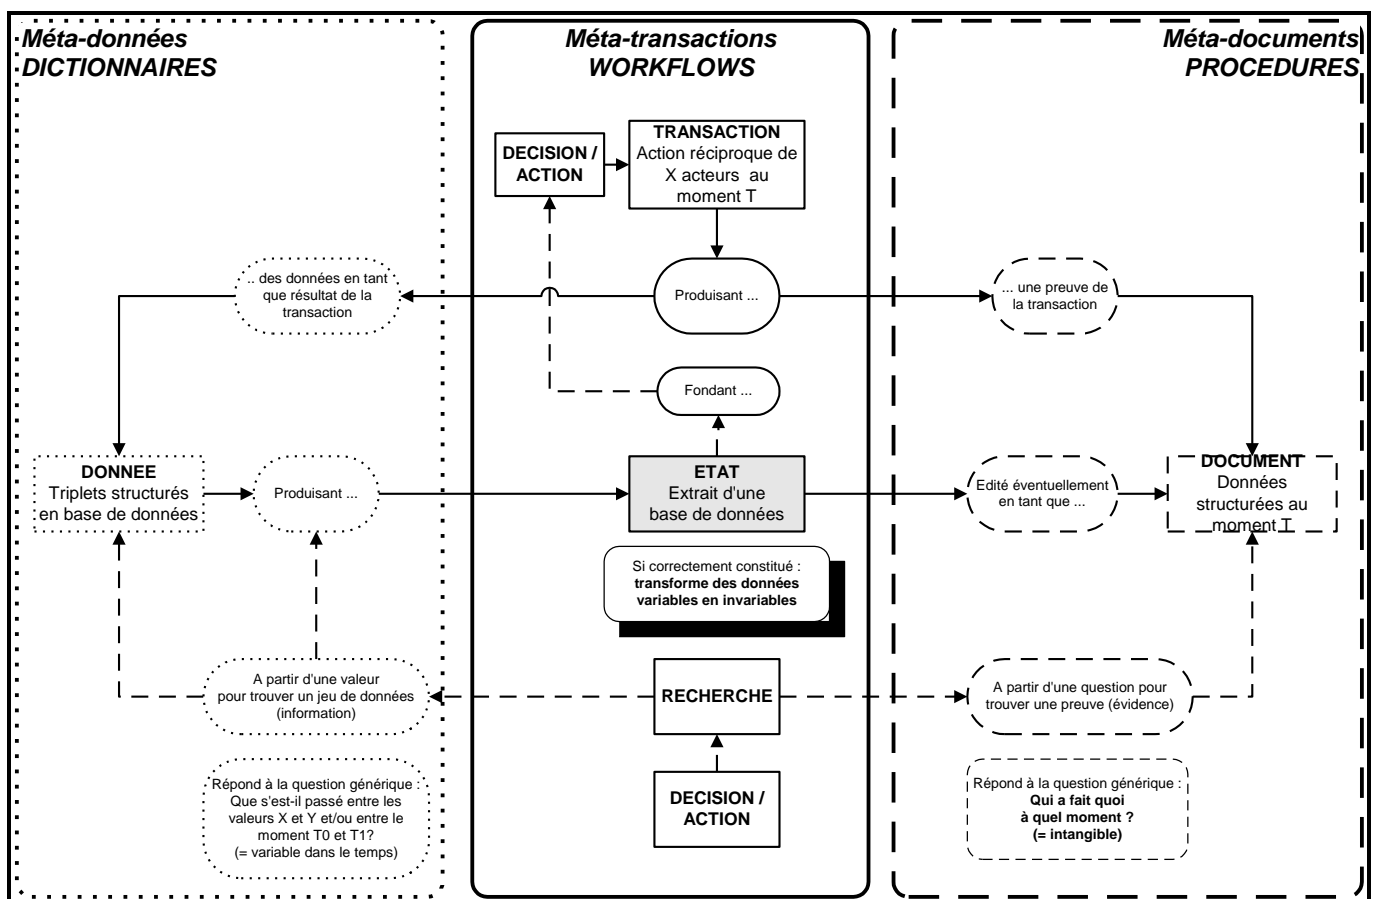 Méta-données
DICTIONNAIRES
Méta-transactions
WORKFLOWS
Méta-documents
PROCEDURES
DECISION /
ACTION
TRANSACTION
Action réciproque de
X acteurs au
moment T
.. des données en tant
que résultat de la
transaction
Produisant ...
... une preuve de
la transaction
Fondant ...
DONNEE
Triplets structurés
en base de données
Produisant ...
ETAT
Extrait d'une
base de données
Edité éventuellement
en tant que ...
DOCUMENT
Données
structurées au
moment T
Si correctement constitué :
transforme des données
variables en invariables
A partir d'une valeur
pour trouver un jeu de données
(information)
RECHERCHE
A partir d'une question pour
trouver une preuve (évidence)
Répond à la question générique :
Que s'est-il passé entre les
valeurs X et Y et/ou entre le
moment T0 et T1?
(= variable dans le temps)
DECISION /
ACTION
Répond à la question générique :
Qui a fait quoi
à quel moment ?
(= intangible)